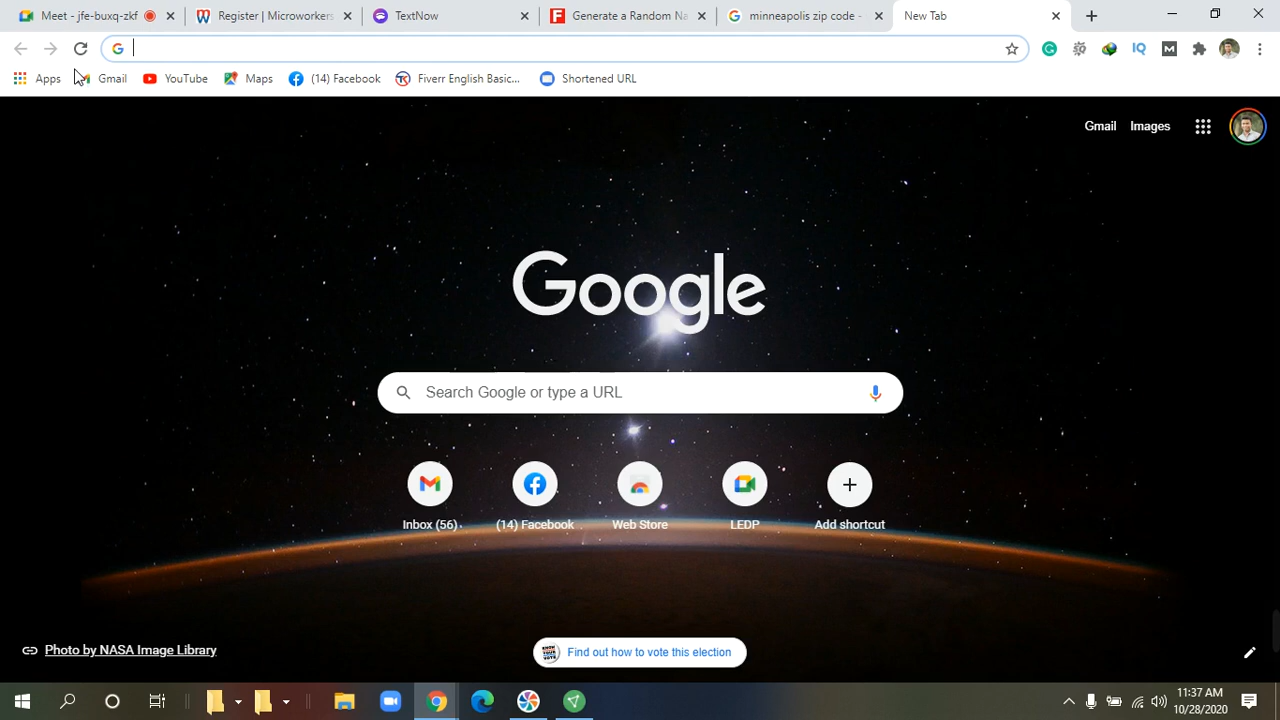 Meet - jfe-buxq-zkf
Register | Microworkers
TextNow
Generate a Random Na
minneapolis zip code -
New Tab
Apps
Gmail
YouTube
Maps
(14) Facebook
Fiverr English Basic...
Shortened URL
Gmail
Images
Google
Search Google or type a URL
Inbox (56)
(14) Facebook
Web Store
LEDP
Add shortcut
Photo by NASA Image Library
Find out how to vote this election
11:37 AM
10/28/2020